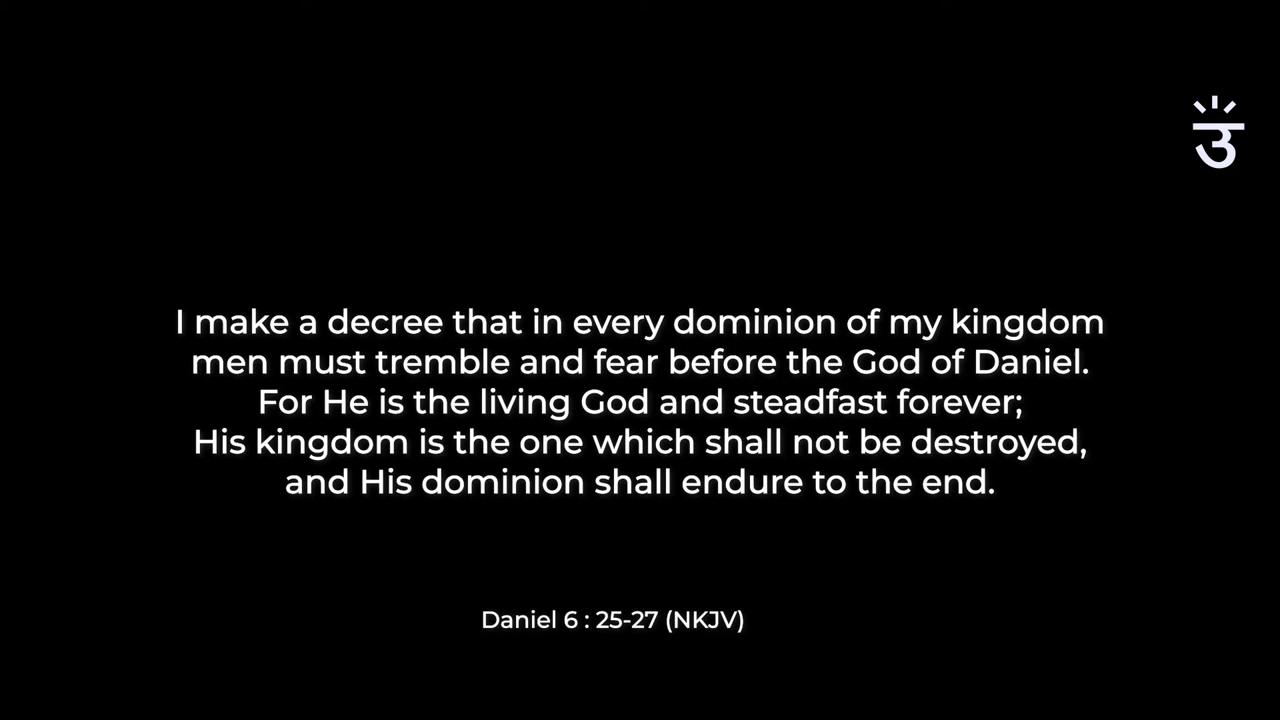 उ
I make a decree that in every dominion of my kingdom
men must tremble and fear before the God of Daniel.
For He is the living God and steadfast forever;
His kingdom is the one which shall not be destroyed,
and His dominion shall endure to the end.
Daniel 6 : 25-27 (NKJV)